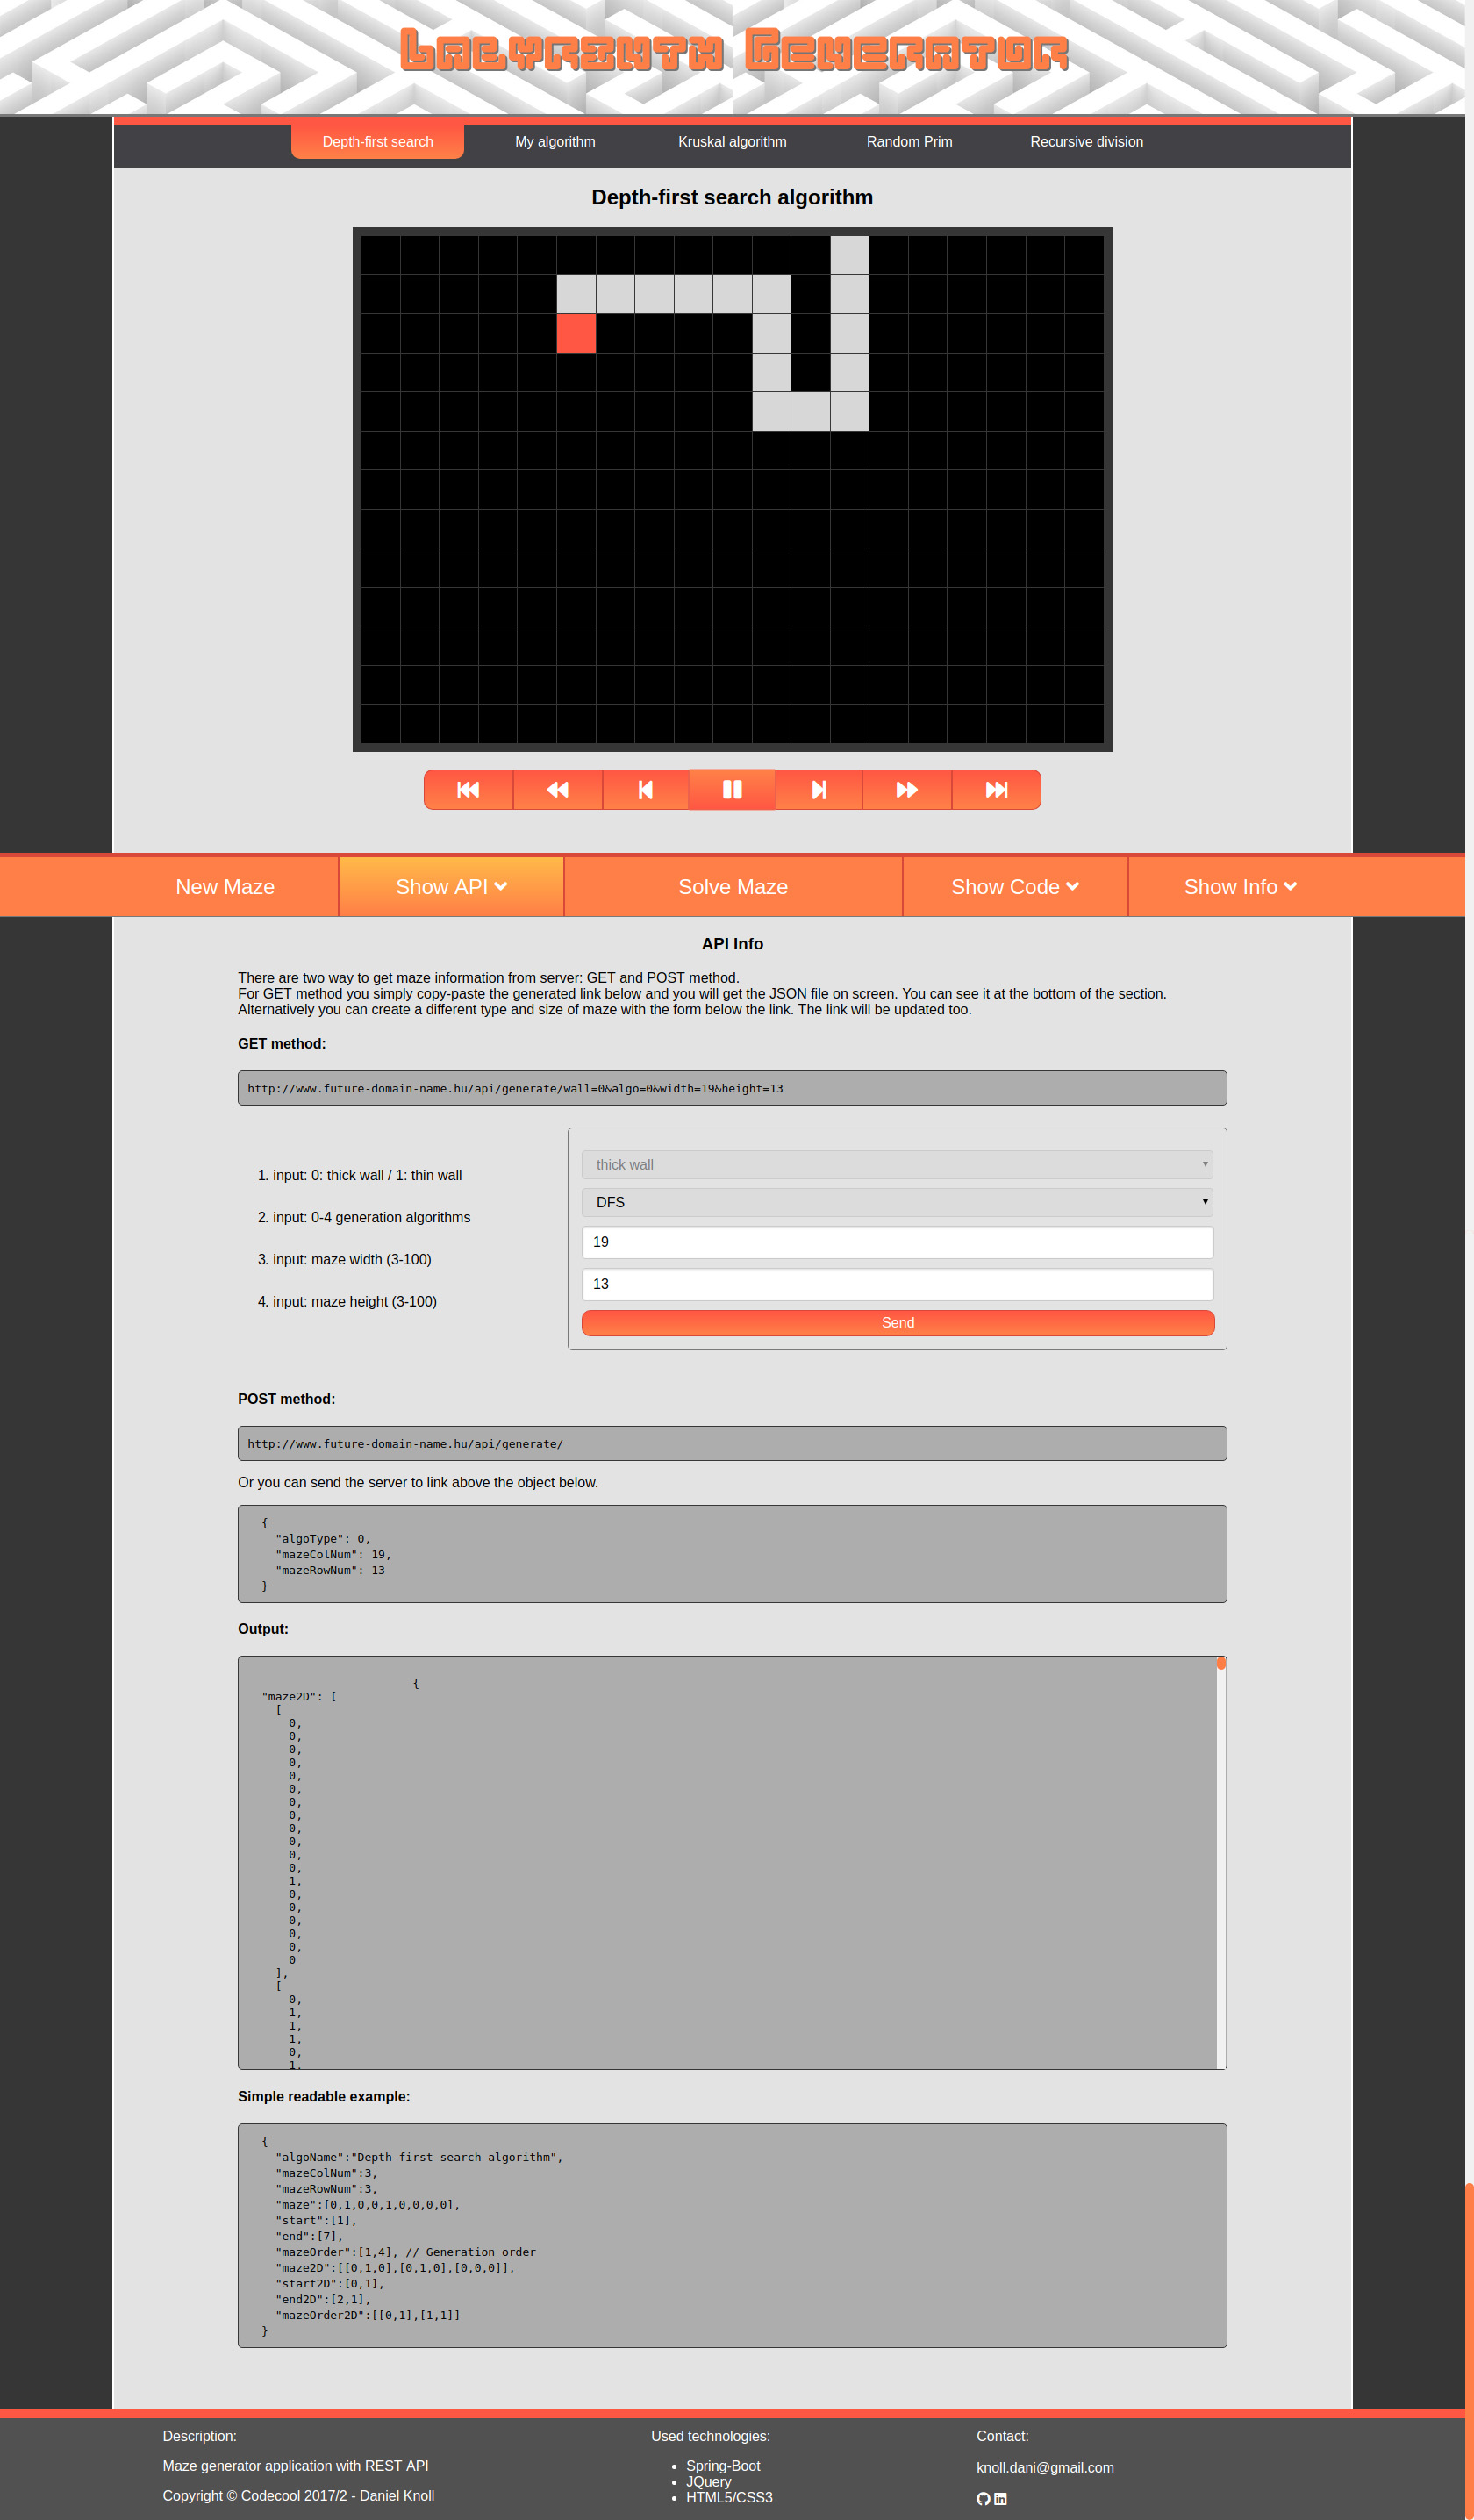 Labyrinth Generator
Depth-first search
My algorithm
Kruskal algorithm
Random Prim
Recursive division
Depth-first search algorithm
New Maze
Show API
Solve Maze
Show Code
Show Info
API Info
There are two way to get maze information from server: GET and POST method.
For GET method you simply copy-paste the generated link below and you will get the JSON file on screen. You can see it at the bottom of the section.
Alternatively you can create a different type and size of maze with the form below the link. The link will be updated too.
GET method:
http://www.future-domain-name.hu/api/generate/wall=0&algo=0&width=19&height=13
1. input: 0: thick wall / 1: thin wall
2. input: 0-4 generation algorithms
3. input: maze width (3-100)
4. input: maze height (3-100)
thick wall
DFS
19
13
Send
POST method:
http://www.future-domain-name.hu/api/generate/
Or you can send the server to link above the object below.
{
"algoType": 0,
"mazeColNum": 19,
"mazeRowNum": 13
}
Output:
{
"maze2D": [
[
0,
0,
0,
0,
0,
0,
0,
0,
0,
0,
0,
0,
1,
0,
0,
0,
0,
0,
0
],
[
0,
1,
1,
1,
0,
1,
Simple readable example:
{
"algoName":"Depth-first search algorithm",
"mazeColNum":3,
"mazeRowNum":3,
"maze":[0,1,0,0,1,0,0,0,0],
"start":[1],
"end":[7],
"mazeOrder":[1,4], // Generation order
"maze2D":[[0,1,0],[0,1,0],[0,0,0]],
"start2D":[0,1],
"end2D":[2,1],
"mazeOrder2D":[[0,1],[1,1]]
}
Description:
Maze generator application with REST API
Copyright © Codecool 2017/2 - Daniel Knoll
Used technologies:
• Spring-Boot
• JQuery
• HTML5/CSS3
Contact:
knoll.dani@gmail.com